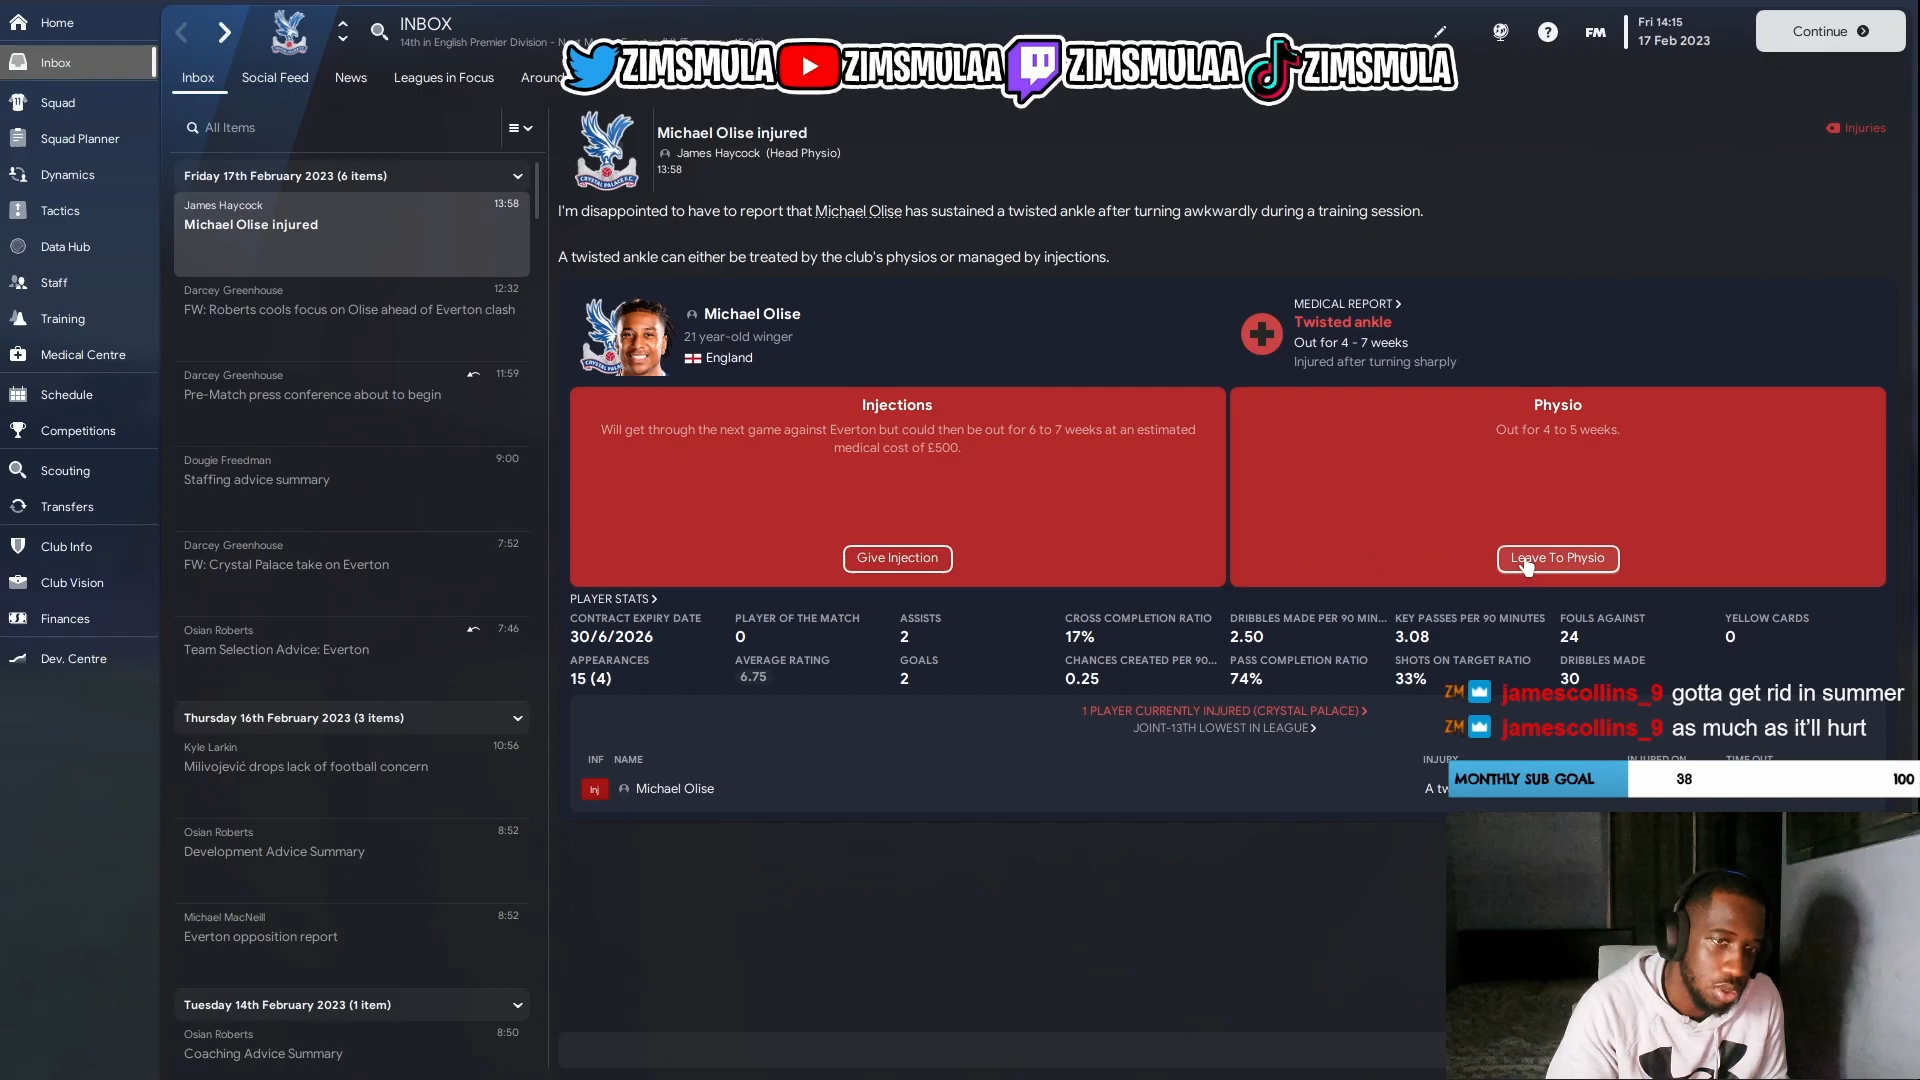 Home
Inbox
Squad
Squad Planner
Dynamics
Tactics
Data Hub
Staff
Training
Medical Centre
Schedule
Competitions
Scouting
Transfers
Club Info
Club Vision
Finances
Dev. Centre
INBOX
14th in English Premier Division -
FM
Fri 14:15
17 Feb 2023
Continue
Inbox Social Feed News Leagues in Focus Around
ZIMSMULA ZIMSMULAA ZIMSMULAA ZIMSMULA
All Items
Friday 17th February 2023 (6 items)
James Haycock 13:58
Michael Olise injured
Darcey Greenhouse 12:32
FW: Roberts cools focus on Olise ahead of Everton clash
Darcey Greenhouse 11:59
Pre-Match press conference about to begin
Dougie Freedman 9:00
Staffing advice summary
Darcey Greenhouse 7:52
FW: Crystal Palace take on Everton
Osian Roberts 7:46
Team Selection Advice: Everton
Thursday 16th February 2023 (3 items)
Kyle Larkin 10:56
Milivojević drops lack of football concern
Osian Roberts 8:52
Development Advice Summary
Michael MacNeill 8:52
Everton opposition report
Tuesday 14th February 2023 (1 item)
Osian Roberts 8:50
Coaching Advice Summary
CRYSTAL PALACE F.C.
Michael Olise injured
James Haycock (Head Physio)
13:58
Injuries
I'm disappointed to have to report that Michael Olise has sustained a twisted ankle after turning awkwardly during a training session.
A twisted ankle can either be treated by the club's physios or managed by injections.
Michael Olise
21 year-old winger
England
MEDICAL REPORT
Twisted ankle
Out for 4 - 7 weeks
Injured after turning sharply
Injections
Will get through the next game against Everton but could then be out for 6 to 7 weeks at an estimated
medical cost of £500.
Give Injection
Physio
Out for 4 to 5 weeks.
Leave To Physio
PLAYER STATS
CONTRACT EXPIRY DATE PLAYER OF THE MATCH ASSISTS CROSS COMPLETION RATIO DRIBBLES MADE PER 90 MIN... KEY PASSES PER 90 MINUTES FOULS AGAINST YELLOW CARDS
30/6/2026 0 2 17% 2.50 3.08 24 0
APPEARANCES AVERAGE RATING GOALS CHANCES CREATED PER 90... PASS COMPLETION RATIO SHOTS ON TARGET RATIO DRIBBLES MADE
15 (4) 6.75 2 0.25 74% 33% 30
1 PLAYER CURRENTLY INJURED (CRYSTAL PALACE)
JOINT-13TH LOWEST IN LEAGUE
INF NAME INJURY INJURED ON TIME OUT
Inj Michael Olise A tw
ZM jamescollins_9 gotta get rid in summer
ZM jamescollins_9 as much as it'll hurt
MONTHLY SUB GOAL 38 100